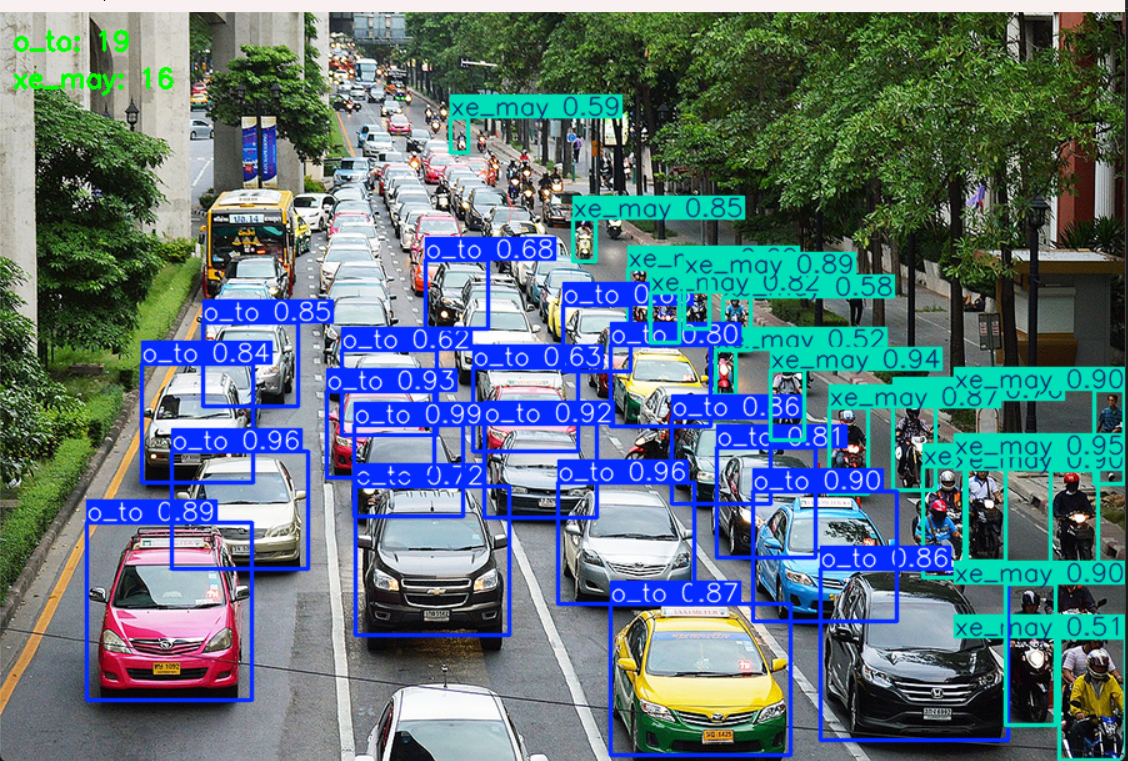 o_to: 19
xe_may: 16
xe_may 0.59
xe_may 0.85
o_to 0.68
xe_may 0.89
xe_may 0.82
0.58
o_to 0.85
o_to 0.62
o_to 0.63
o_to 0.80
0.52
o_to 0.84
xe_may 0.94
o_to 0.93
xe_may 0.90
xe_may 0.87
o_to 0.99
o_to 0.92
o_to 0.86
o_to 0.81
o_to 0.96
xe_may 0.95
o_to 0.72
o_to 0.96
o_to 0.90
o_to 0.89
o_to 0.86
xe_may 0.90
o_to 0.87
TAXI-METER
xe_may 0.51